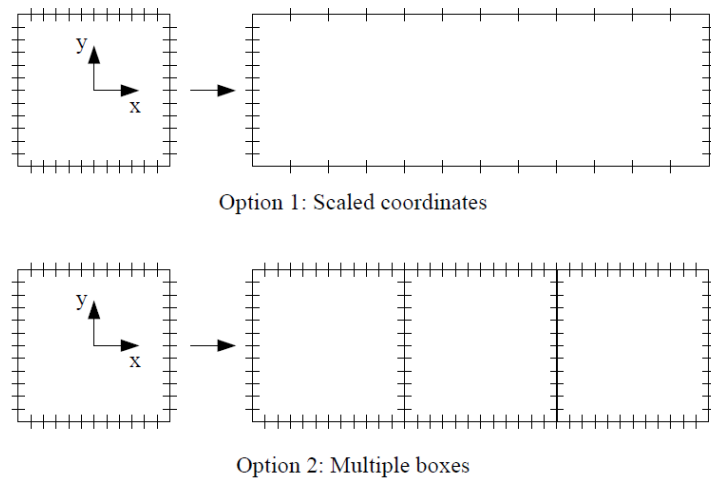 y
x
Option 1: Scaled coordinates
y
x
Option 2: Multiple boxes